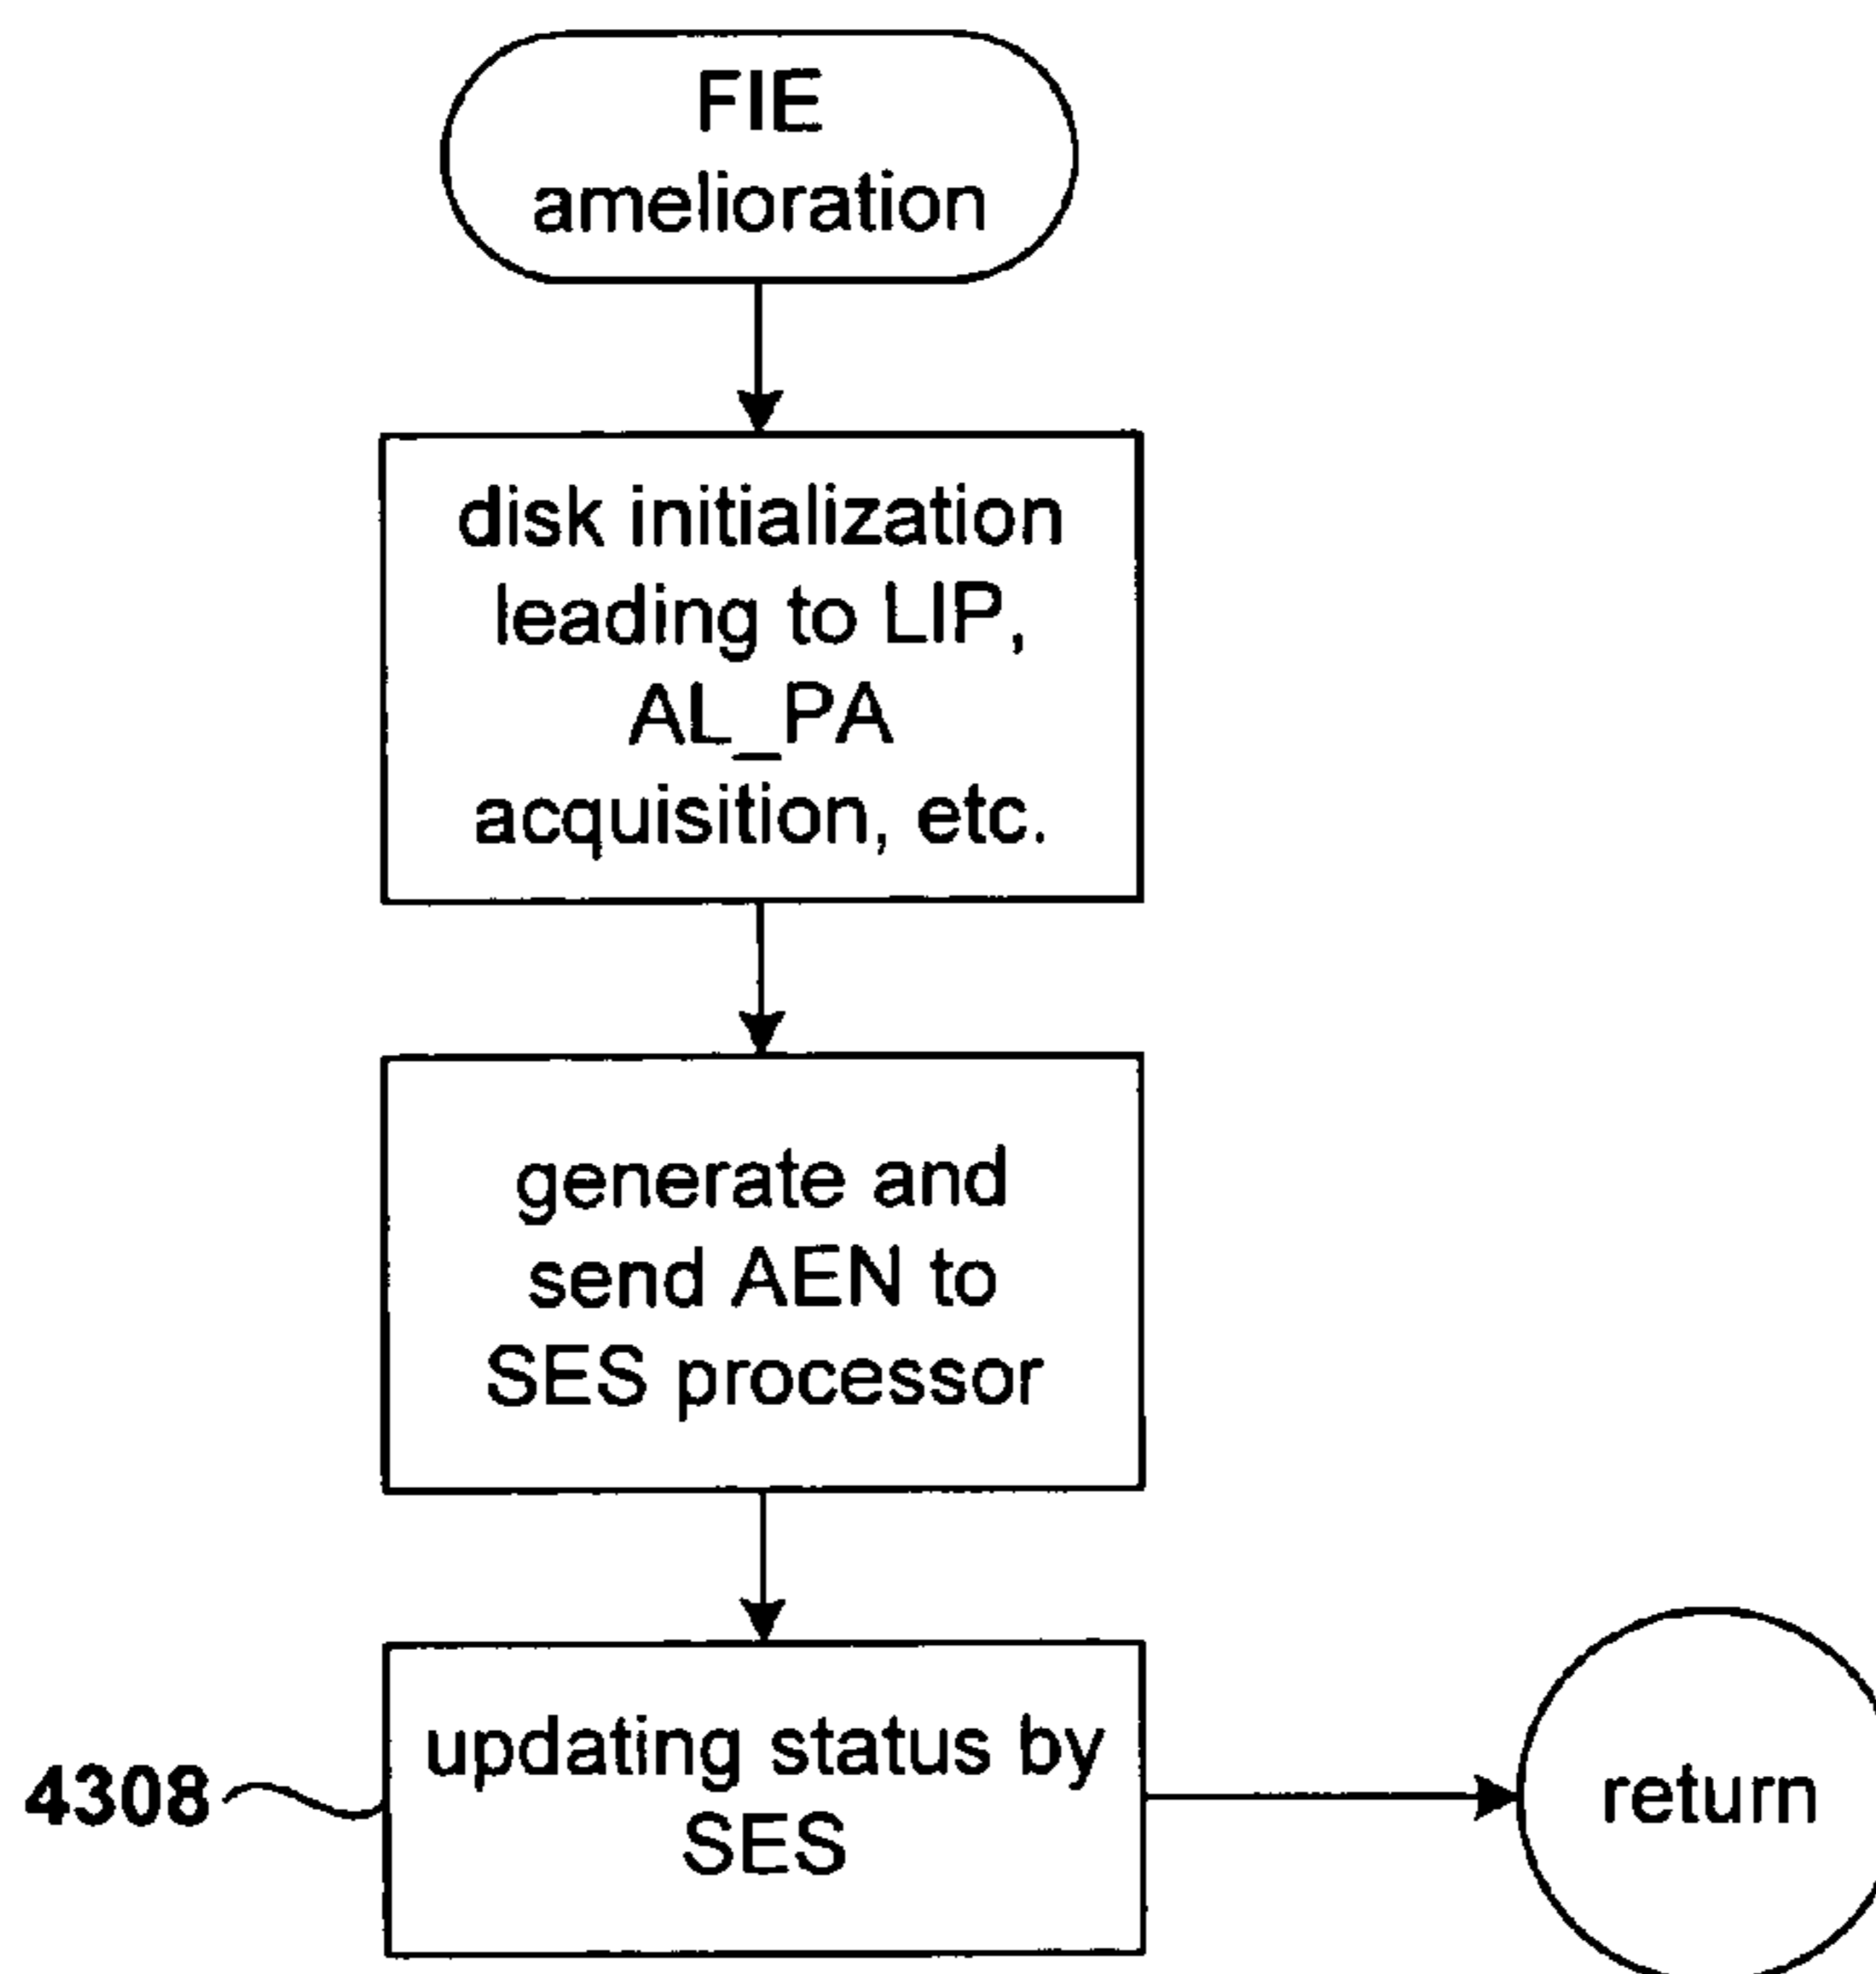 FIE
amelioration
disk initialization
leading to LIP,
AL_PA
acquisition, etc.
generate and
send AEN to
SES processor
4308
updating status by
SES
return